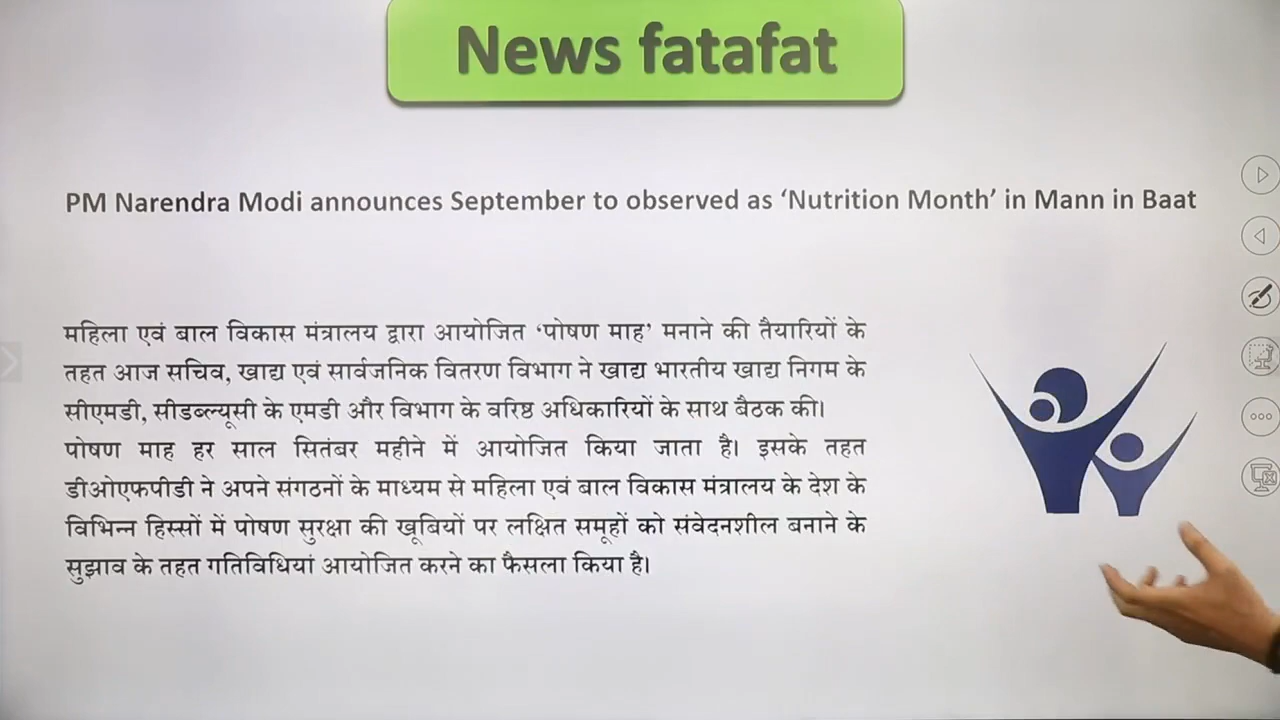 News fatafat
PM Narendra Modi announces September to observed as ‘Nutrition Month’ in Mann in Baat
महिला एवं बाल विकास मंत्रालय द्वारा आयोजित ‘पोषण माह’ मनाने की तैयारियों के
तहत आज सचिव, खाद्य एवं सार्वजनिक वितरण विभाग ने खाद्य भारतीय खाद्य निगम के
सीएमडी, सीडब्ल्यूसी के एमडी और विभाग के वरिष्ठ अधिकारियों के साथ बैठक की।
पोषण माह हर साल सितंबर महीने में आयोजित किया जाता है। इसके तहत
डीओएफपीडी ने अपने संगठनों के माध्यम से महिला एवं बाल विकास मंत्रालय के देश के
विभिन्न हिस्सों में पोषण सुरक्षा की खूबियों पर लक्षित समूहों को संवेदनशील बनाने के
सुझाव के तहत गतिविधियां आयोजित करने का फैसला किया है।